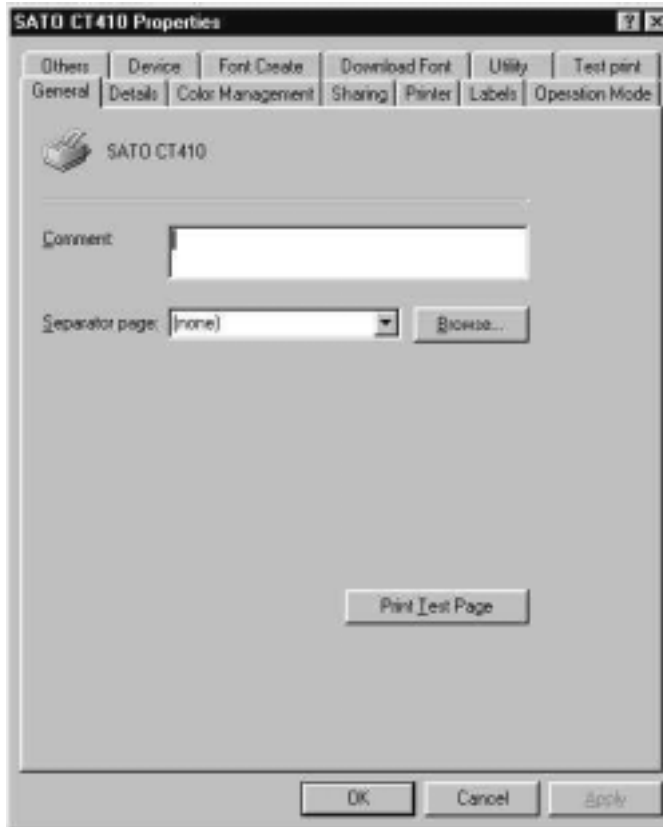 SATO CT410 Properties
Others Device Font Create Download Font Utility Test print
General Details Color Management Sharing Printer Labels Operation Mode
SATO CT410
Comment:
Separator page: (none) Browse...
Print Test Page
OK Cancel Apply